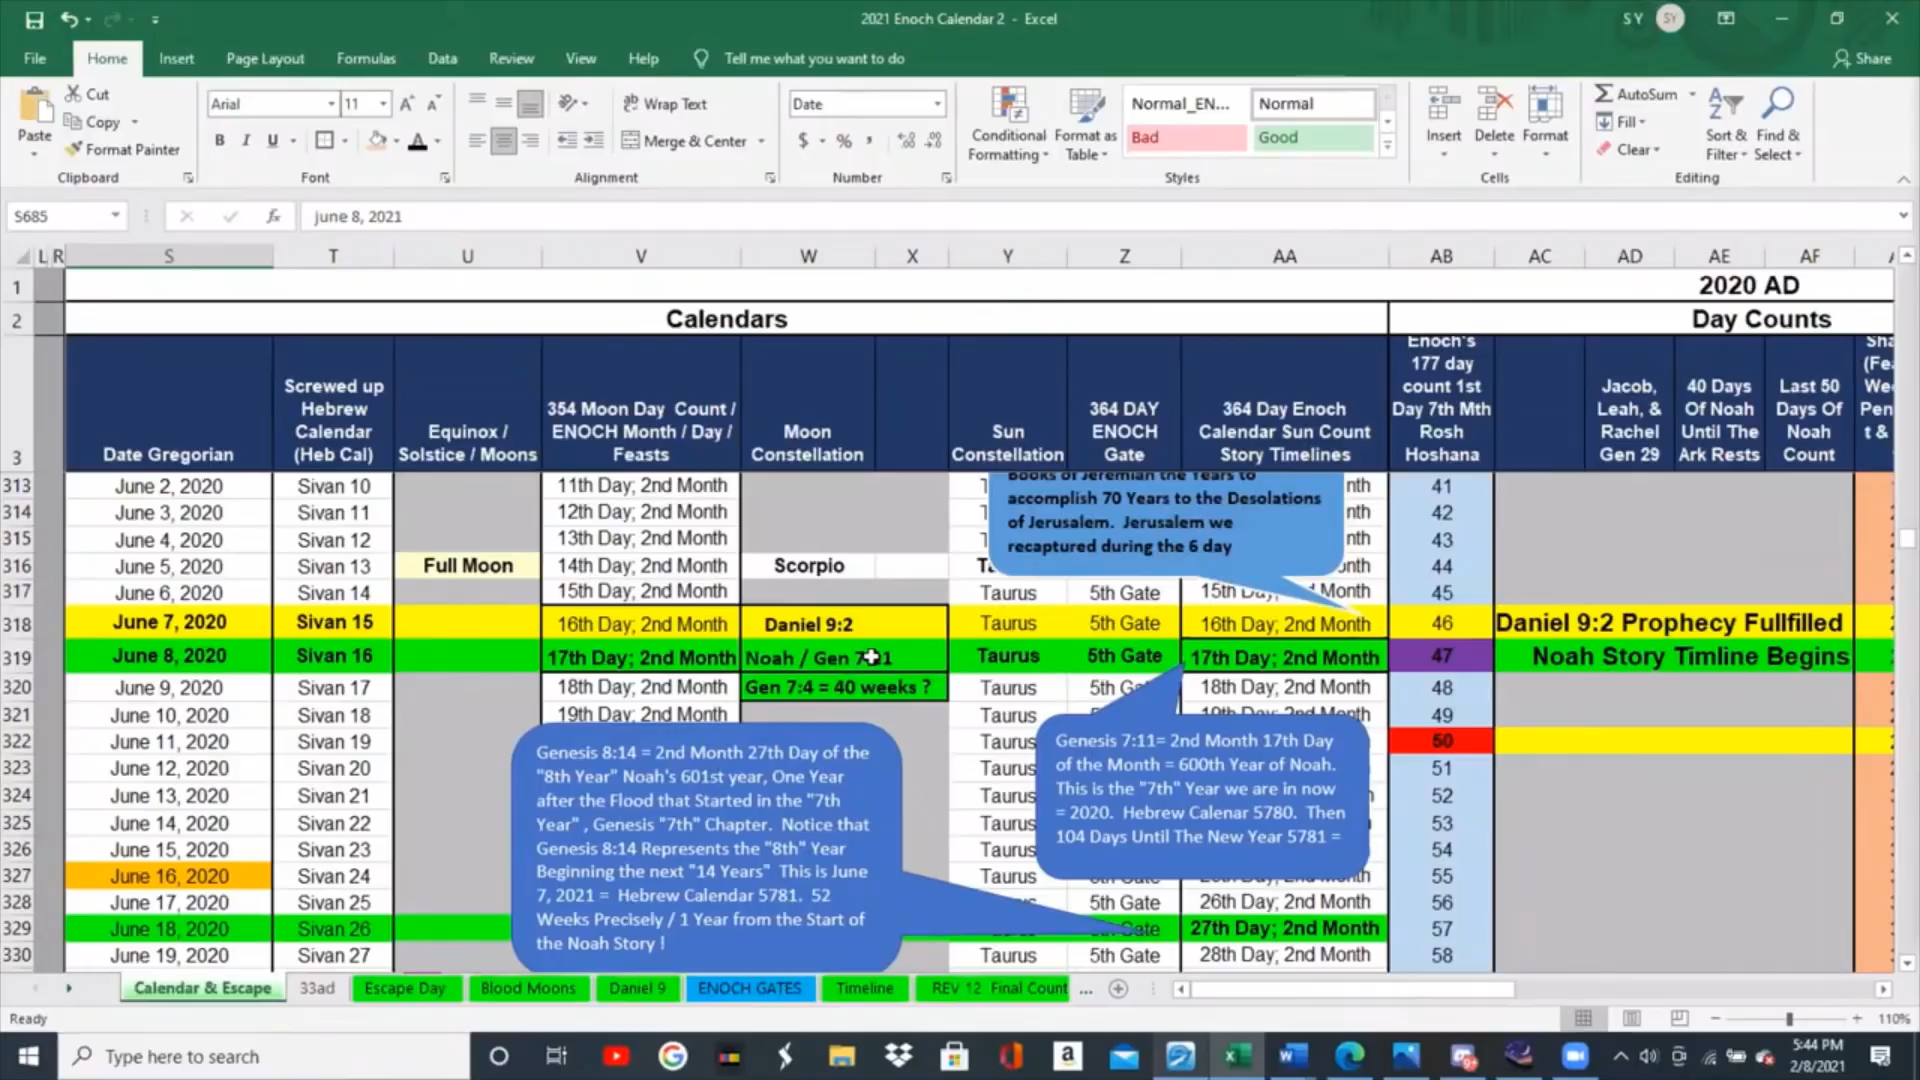 2021 Enoch Calendar 2 - Excel
S Y
SY
File Home Insert Page Layout Formulas Data Review View Help Tell me what you want to do Share
Cut
Copy
Format Painter
Paste
Clipboard
Arial 11
B I U
Font
Wrap Text
Merge & Center
Alignment
Date
$ %
Number
Conditional Formatting
Format as Table
Normal_EN... Normal
Bad Good
Styles
Insert Delete Format
Cells
AutoSum
Fill
Clear
Sort & Filter
Find & Select
Editing
S685 fx june 8, 2021
L R S T U V W X Y Z AA AB AC AD AE AF
1 2020 AD
2 Calendars Day Counts
3
Date Gregorian
Screwed up Hebrew Calendar (Heb Cal)
Equinox / Solstice / Moons
354 Moon Day Count / ENOCH Month / Day / Feasts
Moon Constellation
Sun Constellation
364 DAY ENOCH Gate
364 Day Enoch Calendar Sun Count Story Timelines
Enoch's 177 day count 1st Day 7th Mth Rosh Hoshana
Jacob, Leah, & Rachel Gen 29
40 Days Of Noah Until The Ark Rests
Last 50 Days Of Noah Count
313 June 2, 2020 Sivan 10 11th Day; 2nd Month 41
314 June 3, 2020 Sivan 11 12th Day; 2nd Month 42
315 June 4, 2020 Sivan 12 13th Day; 2nd Month 43
316 June 5, 2020 Sivan 13 Full Moon 14th Day; 2nd Month Scorpio 44
317 June 6, 2020 Sivan 14 15th Day; 2nd Month Taurus 5th Gate 45
318 June 7, 2020 Sivan 15 16th Day; 2nd Month Daniel 9:2 Taurus 5th Gate 16th Day; 2nd Month 46 Daniel 9:2 Prophecy Fullfilled
319 June 8, 2020 Sivan 16 17th Day; 2nd Month Noah / Gen Taurus 5th Gate 17th Day; 2nd Month 47 Noah Story Timline Begins
320 June 9, 2020 Sivan 17 18th Day; 2nd Month Gen 7:4 = 40 weeks ? Taurus 18th Day; 2nd Month 48
321 June 10, 2020 Sivan 18 19th Day; 2nd Month Taurus 49
322 June 11, 2020 Sivan 19 Taurus 50
323 June 12, 2020 Sivan 20 Taurus 51
324 June 13, 2020 Sivan 21 Taurus 52
325 June 14, 2020 Sivan 22 Taurus 53
326 June 15, 2020 Sivan 23 Taurus 54
327 June 16, 2020 Sivan 24 Taurus 55
328 June 17, 2020 Sivan 25 Taurus 5th Gate 26th Day; 2nd Month 56
329 June 18, 2020 Sivan 26 Gate 27th Day; 2nd Month 57
330 June 19, 2020 Sivan 27 Taurus 5th Gate 28th Day; 2nd Month 58
Books of Jeremiah the Years to
accomplish 70 Years to the Desolations
of Jerusalem. Jerusalem we
recaptured during the 6 day
Genesis 8:14 = 2nd Month 27th Day of the
"8th Year" Noah's 601st year, One Year
after the Flood that Started in the "7th
Year" , Genesis "7th" Chapter. Notice that
Genesis 8:14 Represents the "8th" Year
Beginning the next "14 Years" This is June
7, 2021 = Hebrew Calendar 5781. 52
Weeks Precisely / 1 Year from the Start of
the Noah Story !
Genesis 7:11= 2nd Month 17th Day
of the Month = 600th Year of Noah.
This is the "7th" Year we are in now
= 2020. Hebrew Calenar 5780. Then
104 Days Until The New Year 5781 =
Calendar & Escape 33ad Escape Day Blood Moons Daniel 9 ENOCH GATES Timeline REV 12 Final Count ...
Ready 110%
Type here to search
5:44 PM
2/8/2021